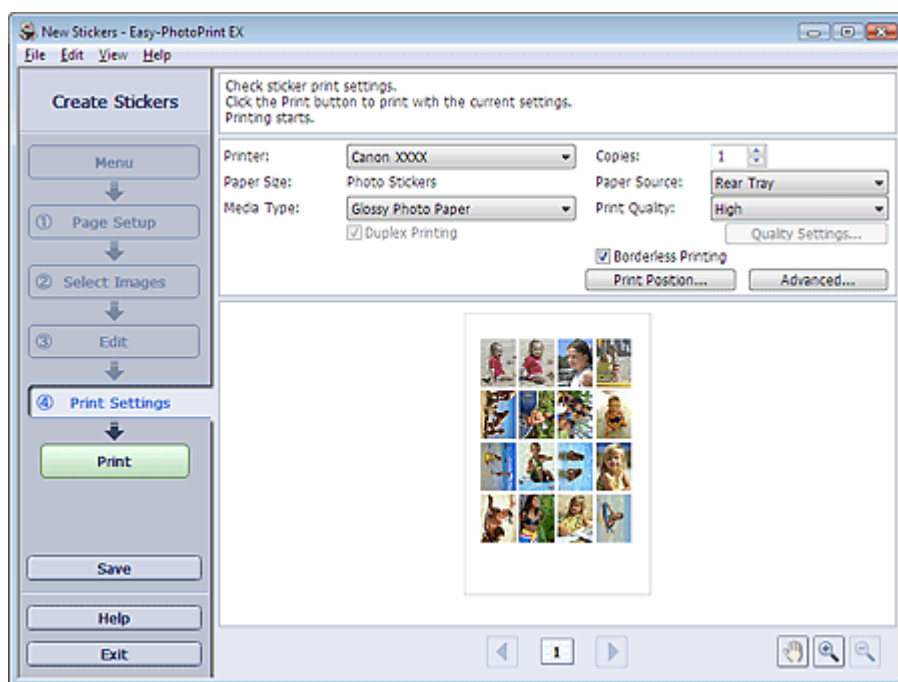 New Stickers - Easy-PhotoPrint EX
File Edit View Help
Create Stickers
Menu
① Page Setup
② Select Images
③ Edit
④ Print Settings
Print
Save
Help
Exit
Check sticker print settings.
Click the Print button to print with the current settings.
Printing starts.
Printer: Canon XXXX Copies: 1
Paper Size: Photo Stickers Paper Source: Rear Tray
Media Type: Glossy Photo Paper Print Quality: High
Duplex Printing Quality Settings...
Borderless Printing
Print Position... Advanced...
1